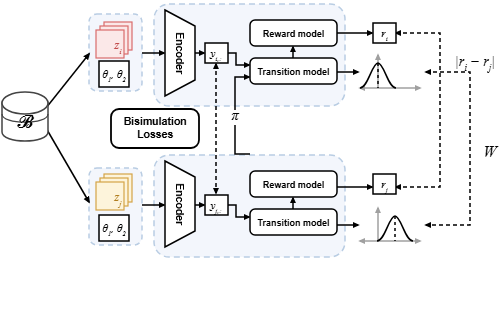 z_i
θ_1, θ_2
Encoder
y_{i,:}
Reward model
Transition model
r_i
|r_i − r_j|
ℬ
Bisimulation
Losses
π
W
z_j
θ_1, θ_2
Encoder
y_{j,:}
Reward model
Transition model
r_j